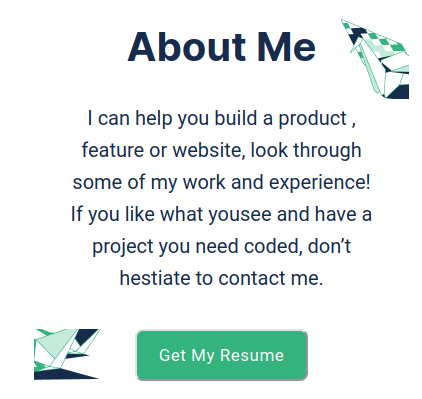 About Me
I can help you build a product ,
feature or website, look through
some of my work and experience!
If you like what yousee and have a
project you need coded, don’t
hestiate to contact me.
Get My Resume